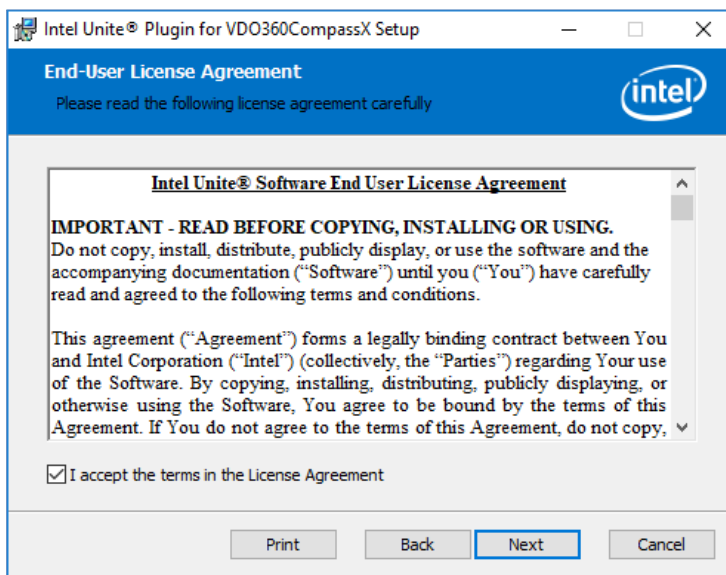 Intel Unite® Plugin for VDO360CompassX Setup
End-User License Agreement
Please read the following license agreement carefully
intel
Intel Unite® Software End User License Agreement
IMPORTANT - READ BEFORE COPYING, INSTALLING OR USING.
Do not copy, install, distribute, publicly display, or use the software and the
accompanying documentation (“Software”) until you (“You”) have carefully
read and agreed to the following terms and conditions.
This agreement (“Agreement”) forms a legally binding contract between You
and Intel Corporation (“Intel”) (collectively, the “Parties”) regarding Your use
of the Software. By copying, installing, distributing, publicly displaying, or
otherwise using the Software, You agree to be bound by the terms of this
Agreement. If You do not agree to the terms of this Agreement, do not copy,
I accept the terms in the License Agreement
Print Back Next Cancel